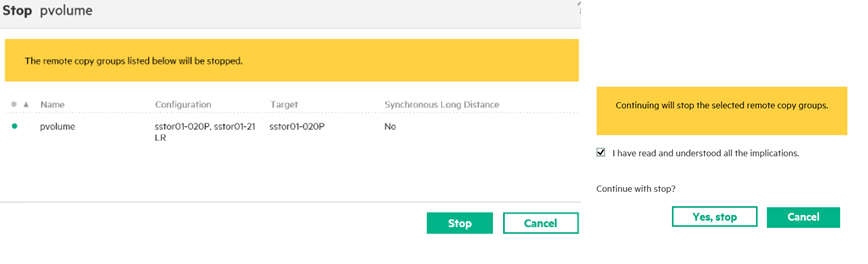 Stop pvolume
The remote copy groups listed below will be stopped.
Name Configuration Target Synchronous Long Distance
pvolume sstor01-020P, sstor01-21 sstor01-020P No
LR
Stop Cancel
Continuing will stop the selected remote copy groups.
I have read and understood all the implications.
Continue with stop?
Yes, stop Cancel